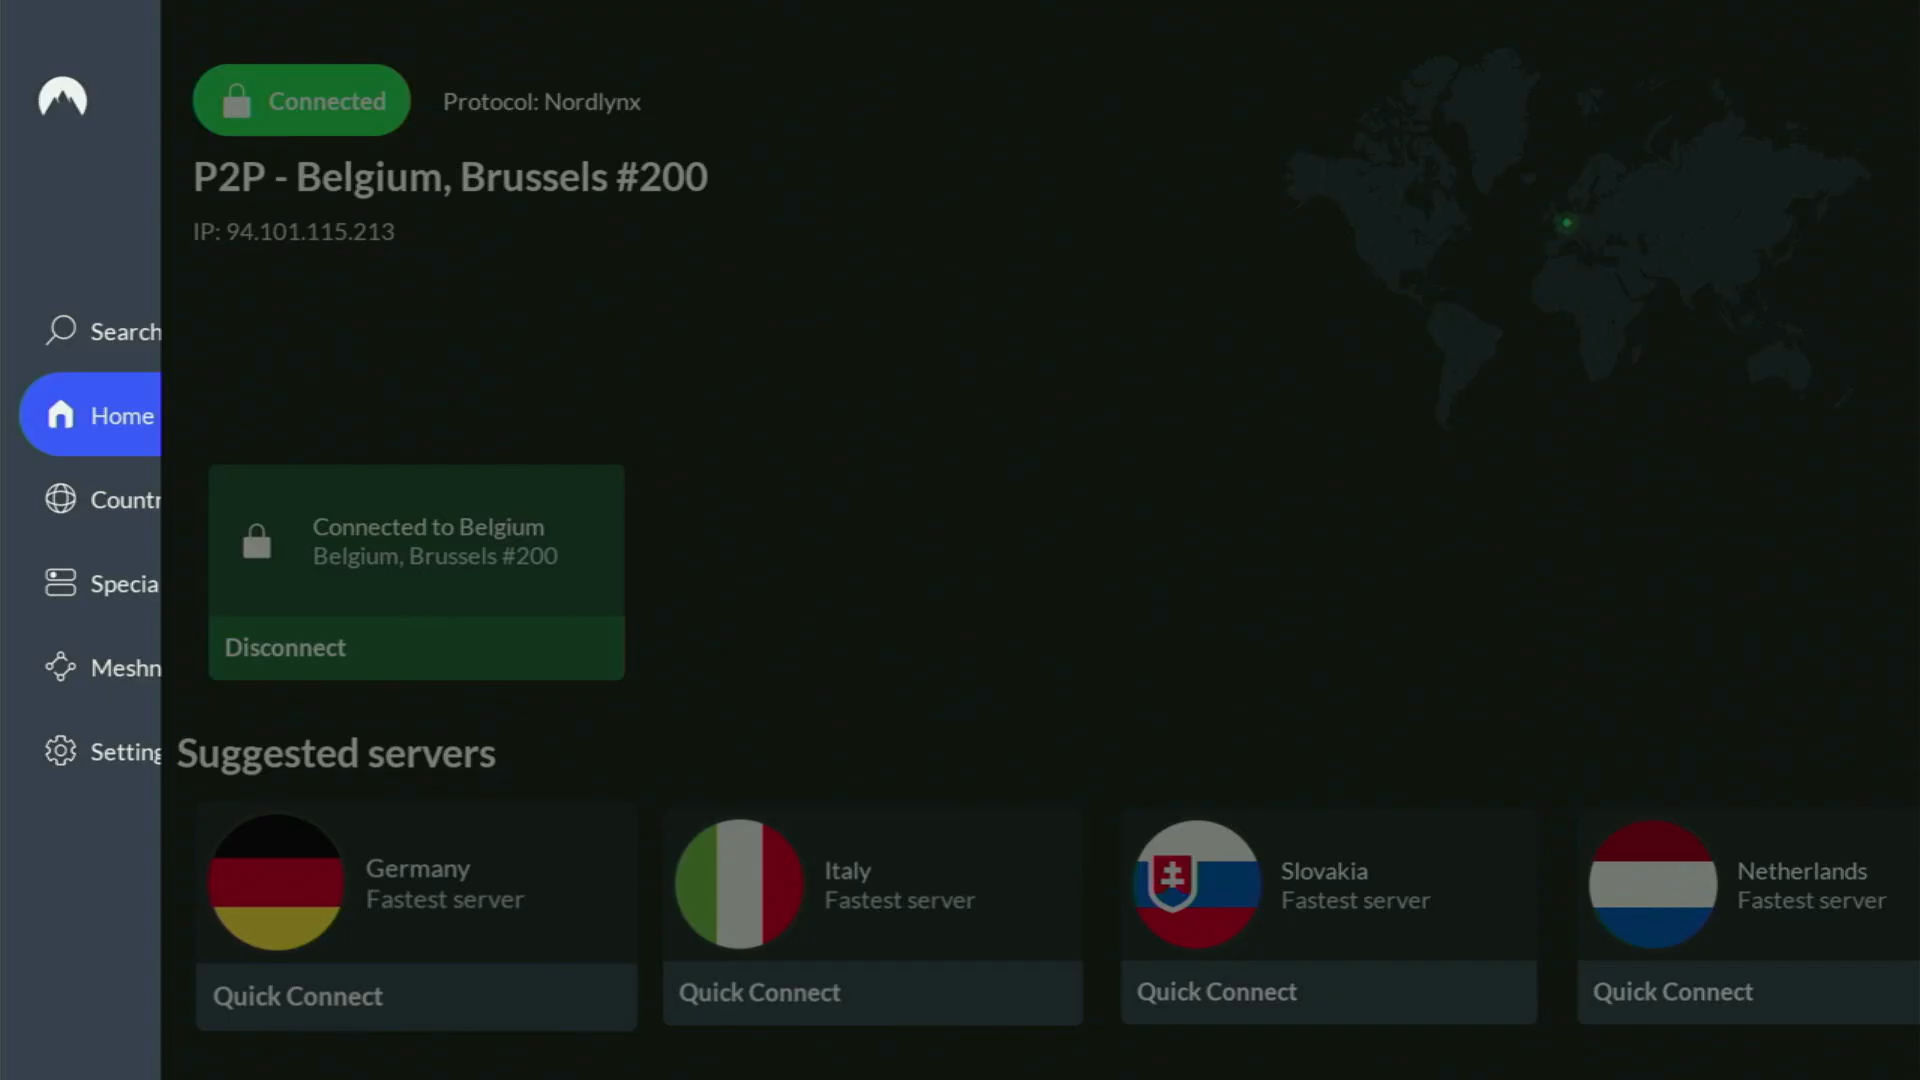 Connected
Protocol: Nordlynx
P2P - Belgium, Brussels #200
IP: 94.101.115.213
Search
Home
Countr
Specia
Meshn
Setting
Connected to Belgium
Belgium, Brussels #200
Disconnect
Suggested servers
Germany
Fastest server
Quick Connect
Italy
Fastest server
Quick Connect
Slovakia
Fastest server
Quick Connect
Netherlands
Fastest server
Quick Connect